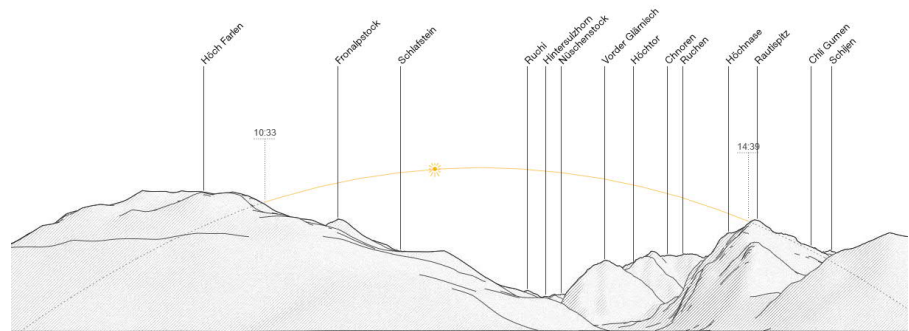 Höch Farlen
Fronalpstock
Schlafstein
Ruchi
Hintersulzhorn
Nüschenstock
Vorder Glärnisch
Höchtor
Chnoren
Ruchen
Höchnase
Rautispitz
Chli Gumen
Schijen
10:33
14:39